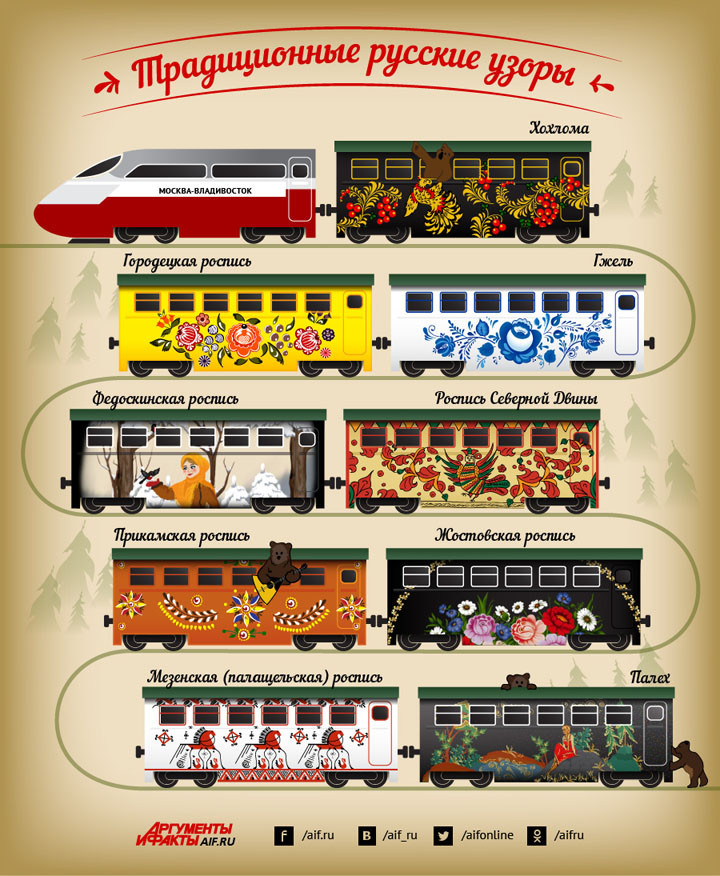 Традиционные русские узоры
Хохлома
МОСКВА-ВЛАДИВОСТОК
Городецкая роспись
Гжель
Федоскинская роспись
Роспись Северной Двины
Прикамская роспись
Жостовская роспись
Мезенская (палащельская) роспись
Палех
АРГУМЕНТЫ
И ФАКТЫ AIF.RU
/aif.ru
/aif_ru
/aifonline
/aifru